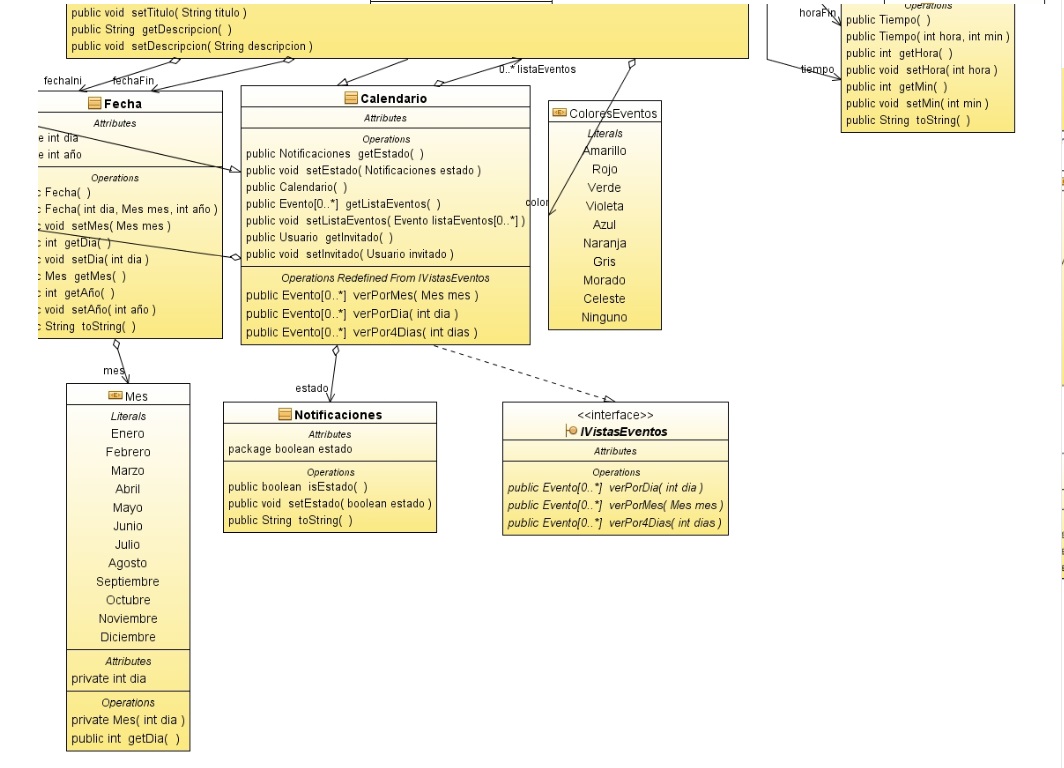 public void setTitulo( String titulo )
public String getDescripcion( )
public void setDescripcion( String descripcion )
fechaIni
fechaFin
0..* listaEventos
horaFin
tiempo
Operations
public Tiempo( )
public Tiempo( int hora, int min )
public int getHora( )
public void setHora( int hora )
public int getMin( )
public void setMin( int min )
public String toString( )
Fecha
Attributes
e int dia
e int año
Operations
c Fecha( )
c Fecha( int dia, Mes mes, int año )
c void setMes( Mes mes )
c int getDia( )
c void setDia( int dia )
c Mes getMes( )
c int getAño( )
c void setAño( int año )
c String toString( )
Calendario
Attributes
Operations
public Notificaciones getEstado( )
public void setEstado( Notificaciones estado )
public Calendario( )
public Evento[0..*] getListaEventos( )
public void setListaEventos( Evento listaEventos[0..*] )
public Usuario getInvitado( )
public void setInvitado( Usuario invitado )
Operations Redefined From IVistasEventos
public Evento[0..*] verPorMes( Mes mes )
public Evento[0..*] verPorDia( int dia )
public Evento[0..*] verPor4Dias( int dias )
color
ColoresEventos
Literals
Amarillo
Rojo
Verde
Violeta
Azul
Naranja
Gris
Morado
Celeste
Ninguno
mes
Mes
Literals
Enero
Febrero
Marzo
Abril
Mayo
Junio
Julio
Agosto
Septiembre
Octubre
Noviembre
Diciembre
Attributes
private int dia
Operations
private Mes( int dia )
public int getDia( )
estado
Notificaciones
Attributes
package boolean estado
Operations
public boolean isEstado( )
public void setEstado( boolean estado )
public String toString( )
<<interface>>
IVistasEventos
Attributes
Operations
public Evento[0..*] verPorDia( int dia )
public Evento[0..*] verPorMes( Mes mes )
public Evento[0..*] verPor4Dias( int dias )